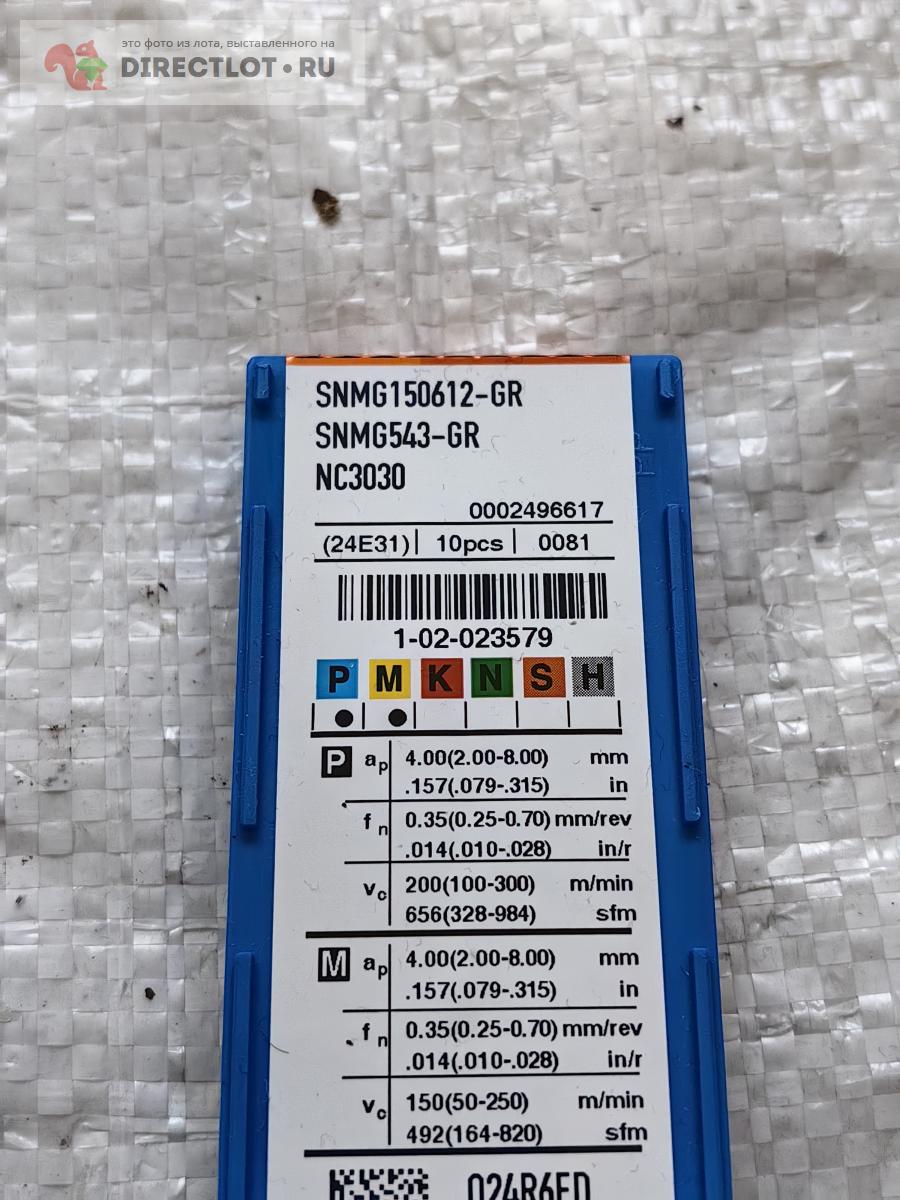 это фото из лота, выставленного на
DIRECTLOT.RU
SNMG150612-GR
SNMG543-GR
NC3030
0002496617
(24E31) 10pcs 0081
1-02-023579
P M K N S H
P ap 4.00(2.00-8.00) mm
.157(.079-.315) in
fn 0.35(0.25-0.70) mm/rev
.014(.010-.028) in/r
vc 200(100-300) m/min
656(328-984) sfm
M ap 4.00(2.00-8.00) mm
.157(.079-.315) in
fn 0.35(0.25-0.70) mm/rev
.014(.010-.028) in/r
vc 150(50-250) m/min
492(164-820) sfm